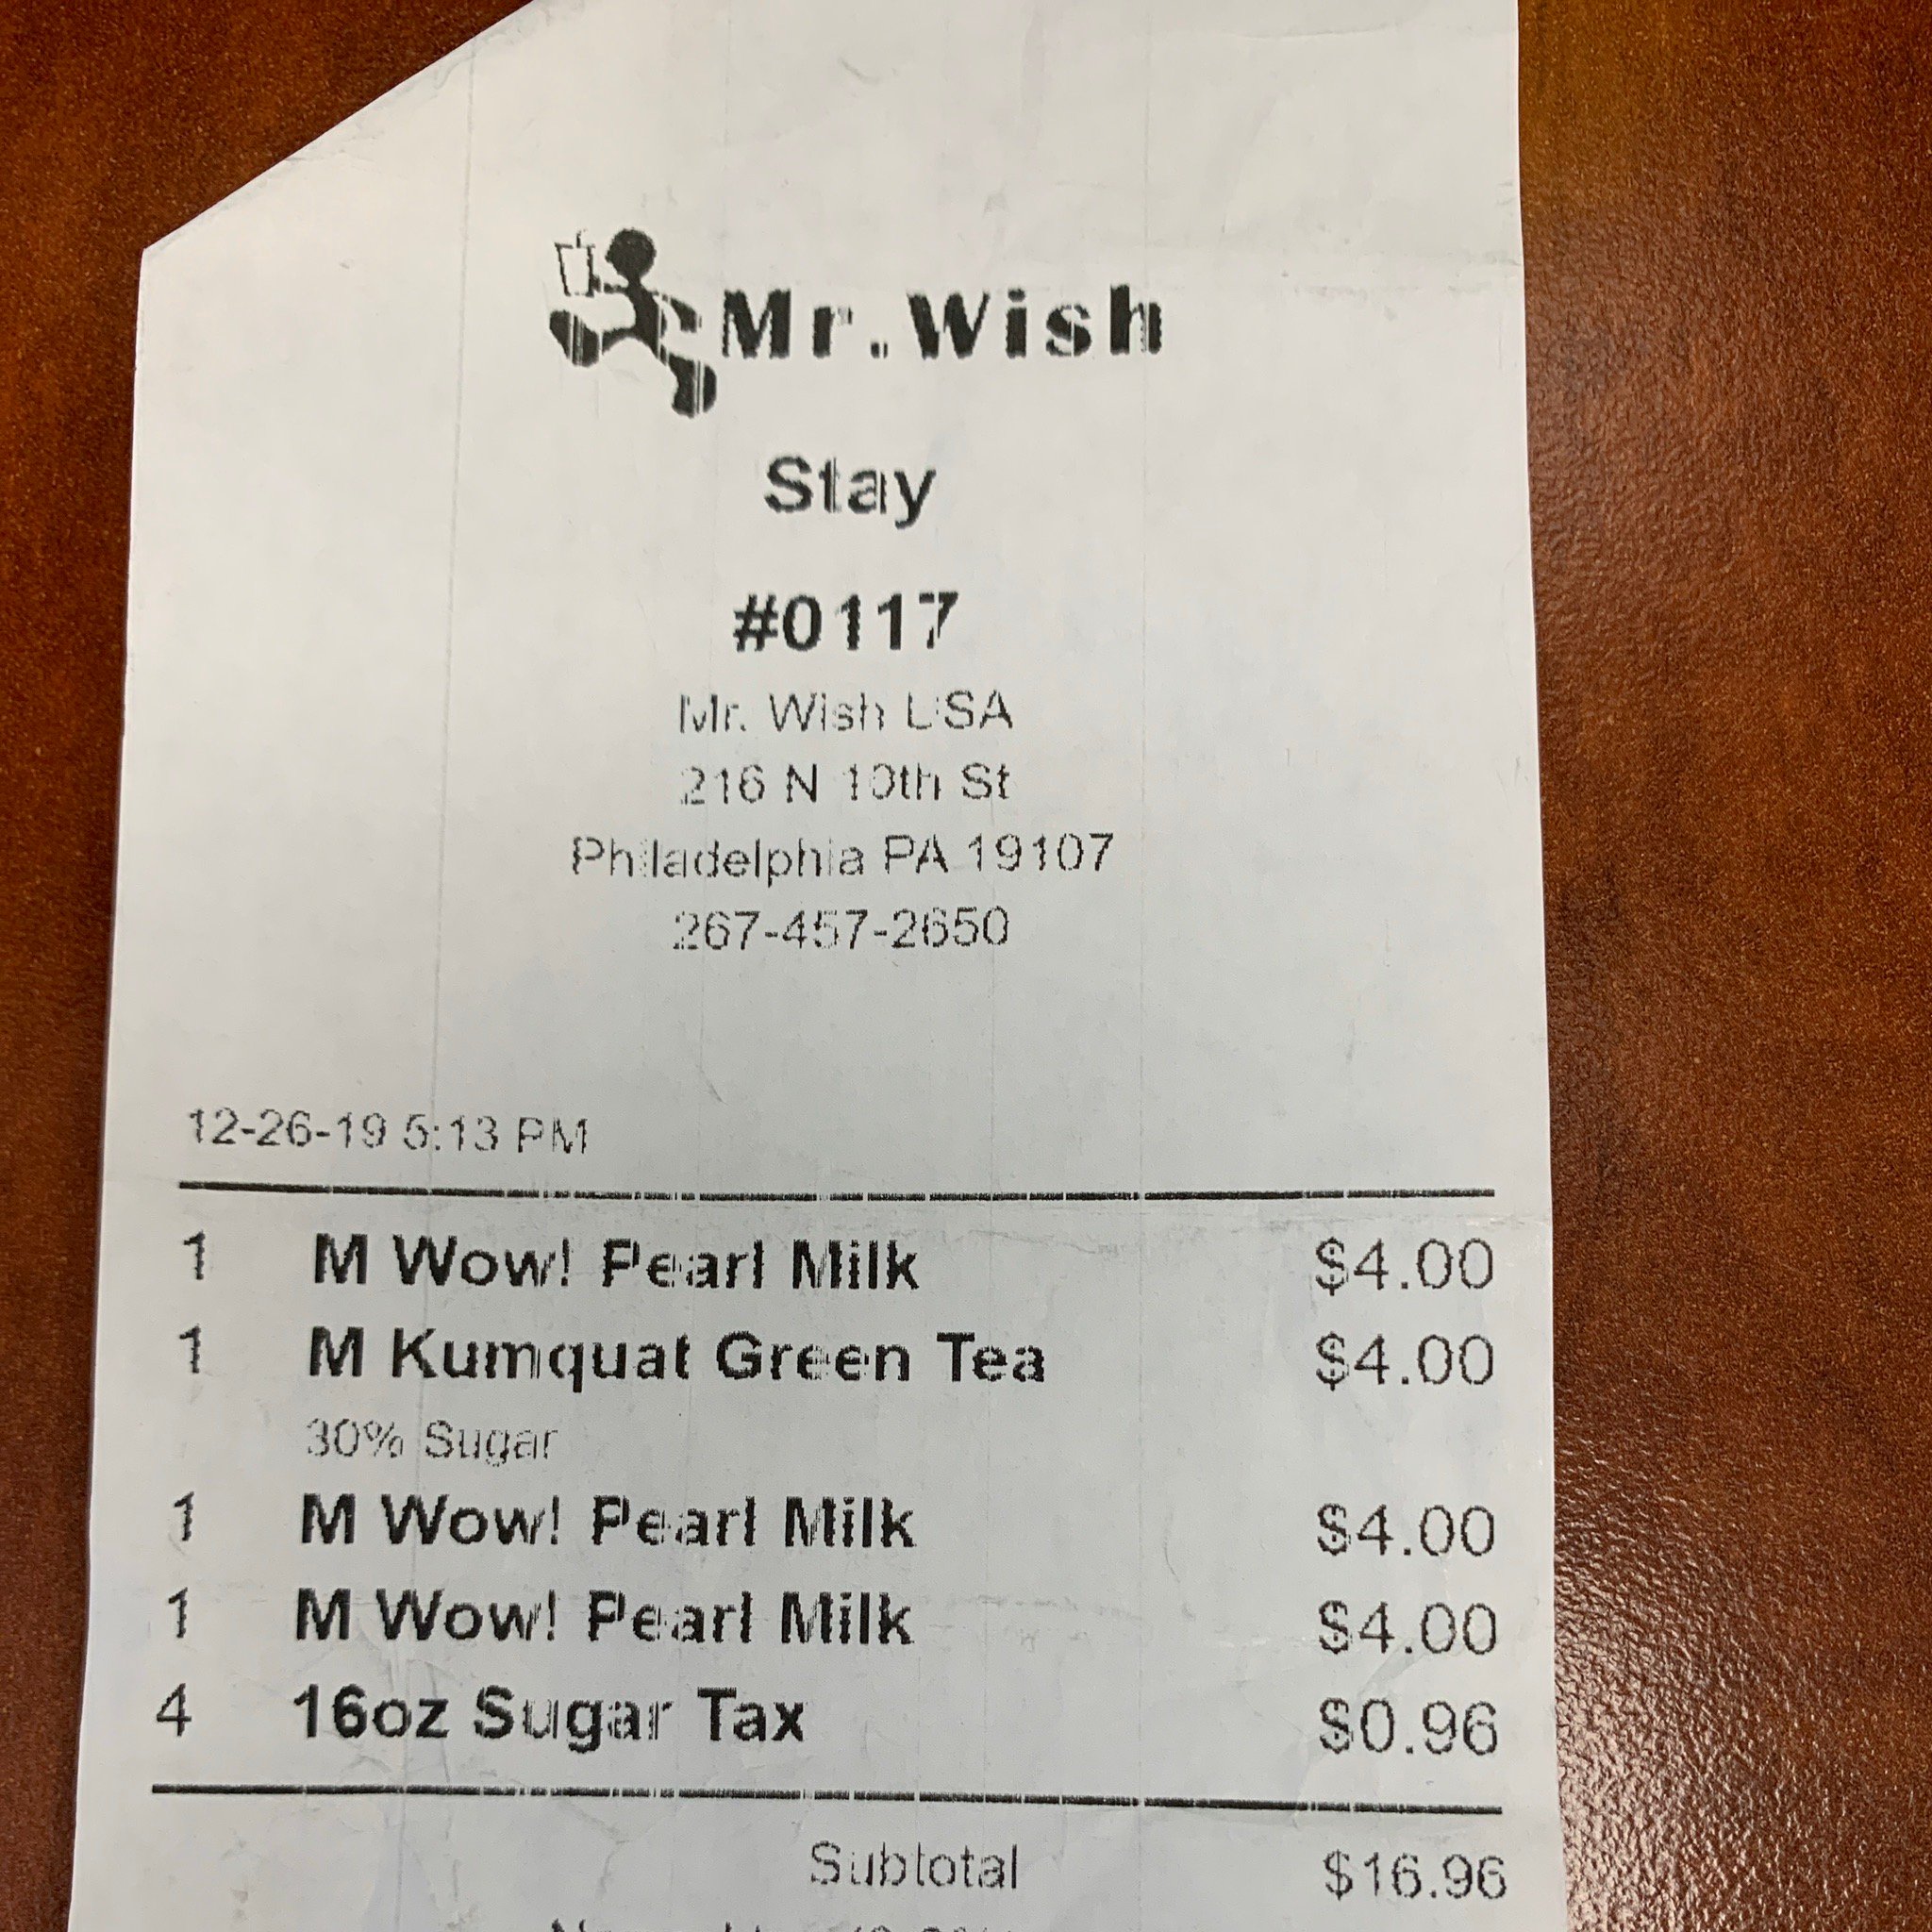 Mr.Wish
Stay
#0117
Mr. Wish USA
216 N 10th St
Philadelphia PA 19107
267-457-2650
12-26-19 5:13 PM
1 M Wow! Pearl Milk $4.00
1 M Kumquat Green Tea $4.00
30% Sugar
1 M Wow! Pearl Milk $4.00
1 M Wow! Pearl Milk $4.00
4 16oz Sugar Tax $0.96
Subtotal $16.96